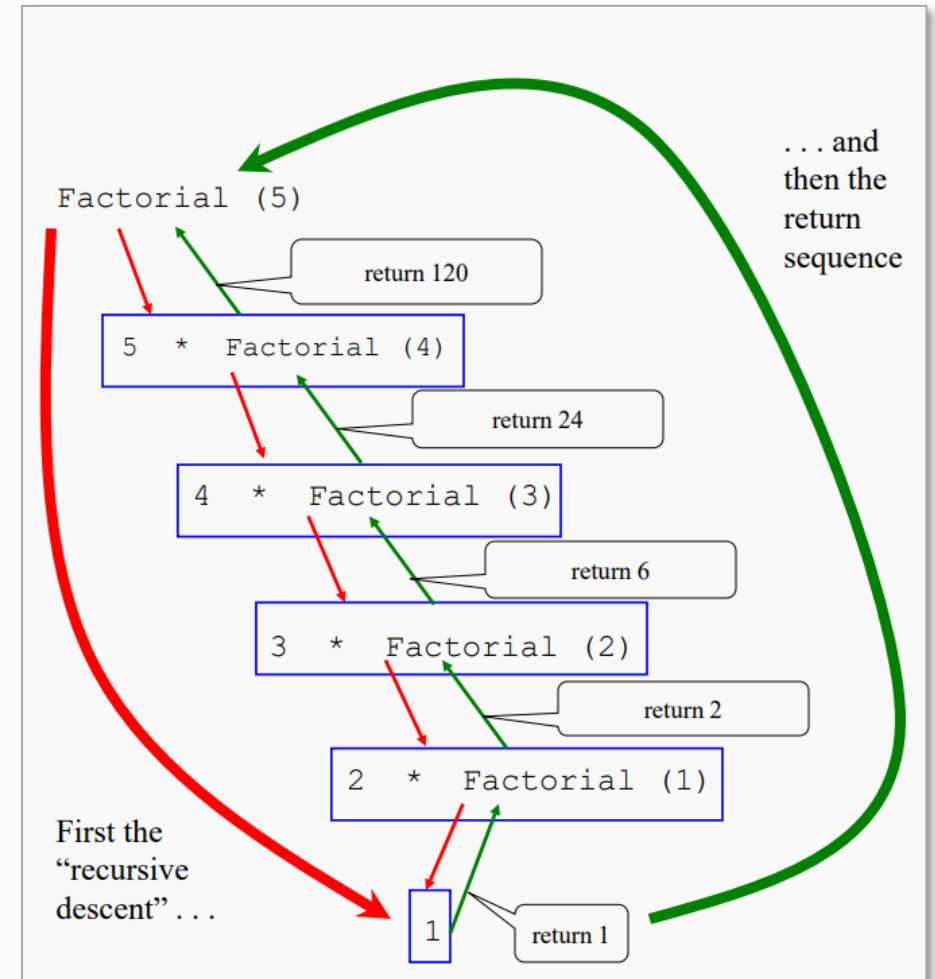 . . . and
then the
return
sequence
Factorial (5)
return 120
5 * Factorial (4)
return 24
4 * Factorial (3)
return 6
3 * Factorial (2)
return 2
2 * Factorial (1)
First the
“recursive
descent” . . .
1
return 1